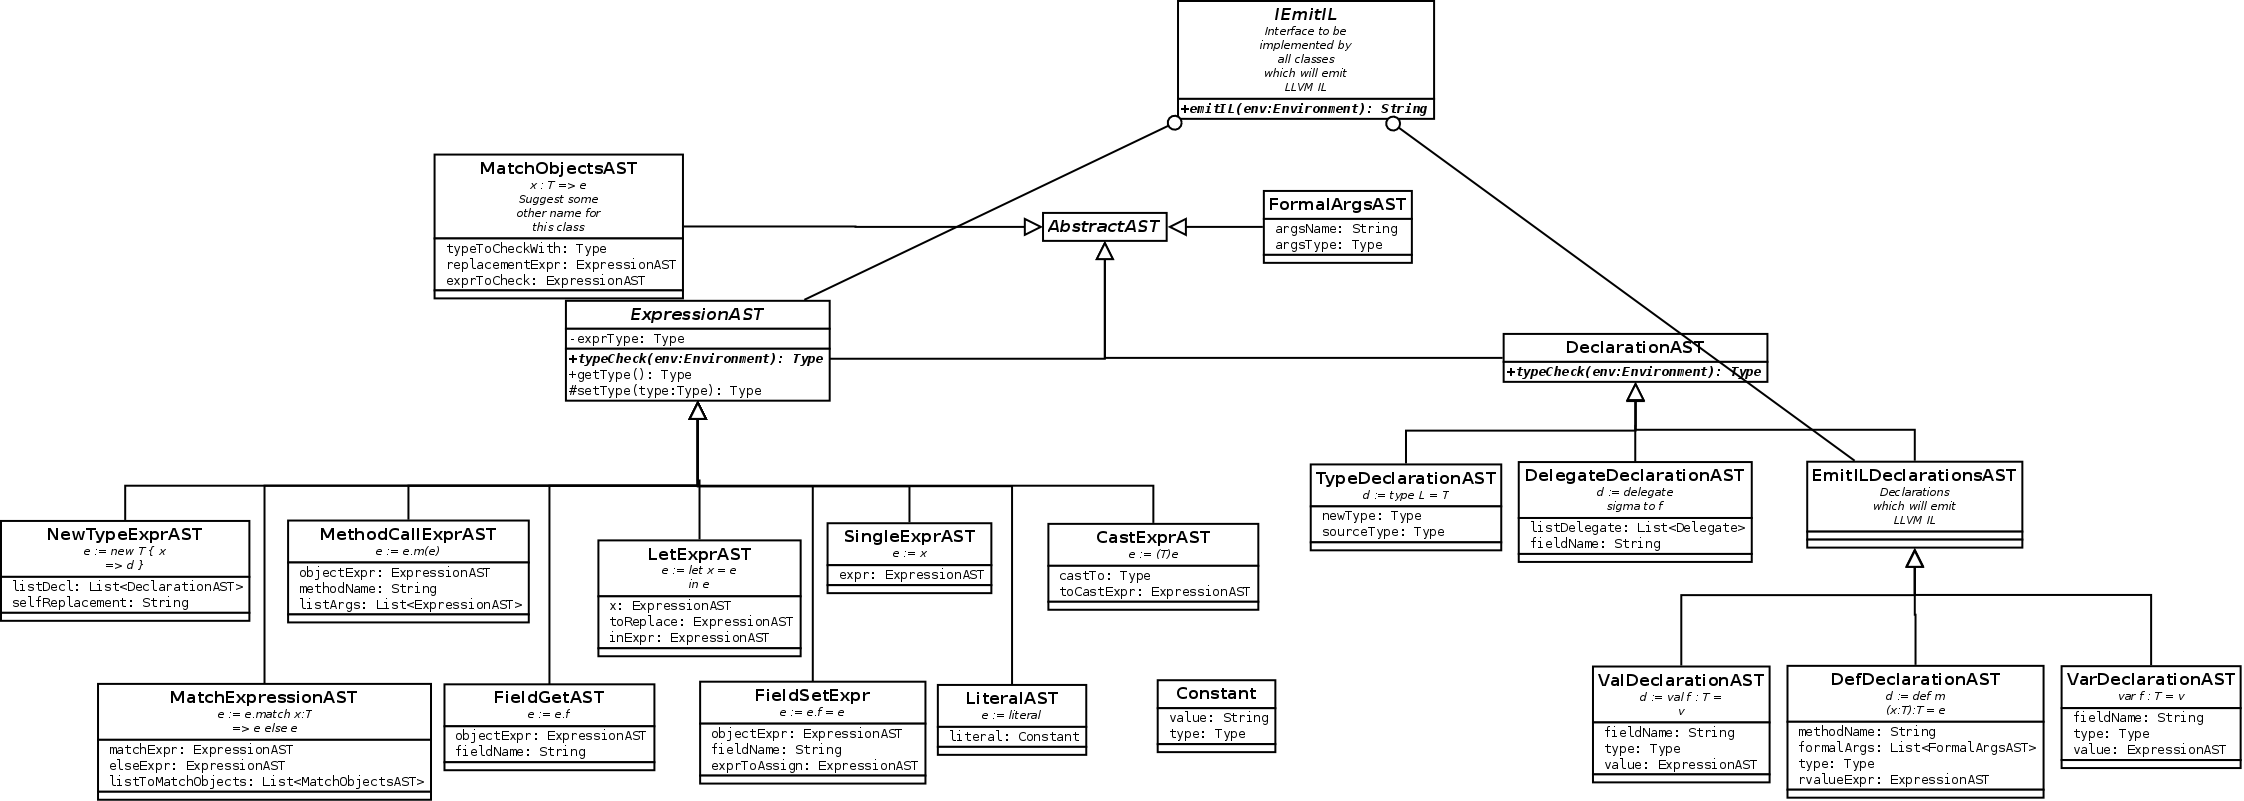 IEmitIL
Interface to be
implemented by
all classes
which will emit
LLVM IL
+emitIL(env:Environment): String
MatchObjectsAST
x : T => e
Suggest some
other name for
this class
typeToCheckWith: Type
replacementExpr: ExpressionAST
exprToCheck: ExpressionAST
AbstractAST
FormalArgsAST
argsName: String
argsType: Type
ExpressionAST
-exprType: Type
+typeCheck(env:Environment): Type
+getType(): Type
#setType(type:Type): Type
DeclarationAST
+typeCheck(env:Environment): Type
TypeDeclarationAST
d := type L = T
newType: Type
sourceType: Type
DelegateDeclarationAST
d := delegate
sigma to f
listDelegate: List<Delegate>
fieldName: String
EmitILDeclarationsAST
Declarations
which will emit
LLVM IL
NewTypeExprAST
e := new T { x
=> d }
listDecl: List<DeclarationAST>
selfReplacement: String
MethodCallExprAST
e := e.m(e)
objectExpr: ExpressionAST
methodName: String
listArgs: List<ExpressionAST>
LetExprAST
e := let x = e
in e
x: ExpressionAST
toReplace: ExpressionAST
inExpr: ExpressionAST
SingleExprAST
e := x
expr: ExpressionAST
CastExprAST
e := (T)e
castTo: Type
toCastExpr: ExpressionAST
MatchExpressionAST
e := e.match x:T
=> e else e
matchExpr: ExpressionAST
elseExpr: ExpressionAST
listToMatchObjects: List<MatchObjectsAST>
FieldGetAST
e := e.f
objectExpr: ExpressionAST
fieldName: String
FieldSetExpr
e := e.f = e
objectExpr: ExpressionAST
fieldName: String
exprToAssign: ExpressionAST
LiteralAST
e := literal
literal: Constant
Constant
value: String
type: Type
ValDeclarationAST
d := val f : T =
v
fieldName: String
type: Type
value: ExpressionAST
DefDeclarationAST
d := def m
(x:T):T = e
methodName: String
formalArgs: List<FormalArgsAST>
type: Type
rvalueExpr: ExpressionAST
VarDeclarationAST
var f : T = v
fieldName: String
type: Type
value: ExpressionAST